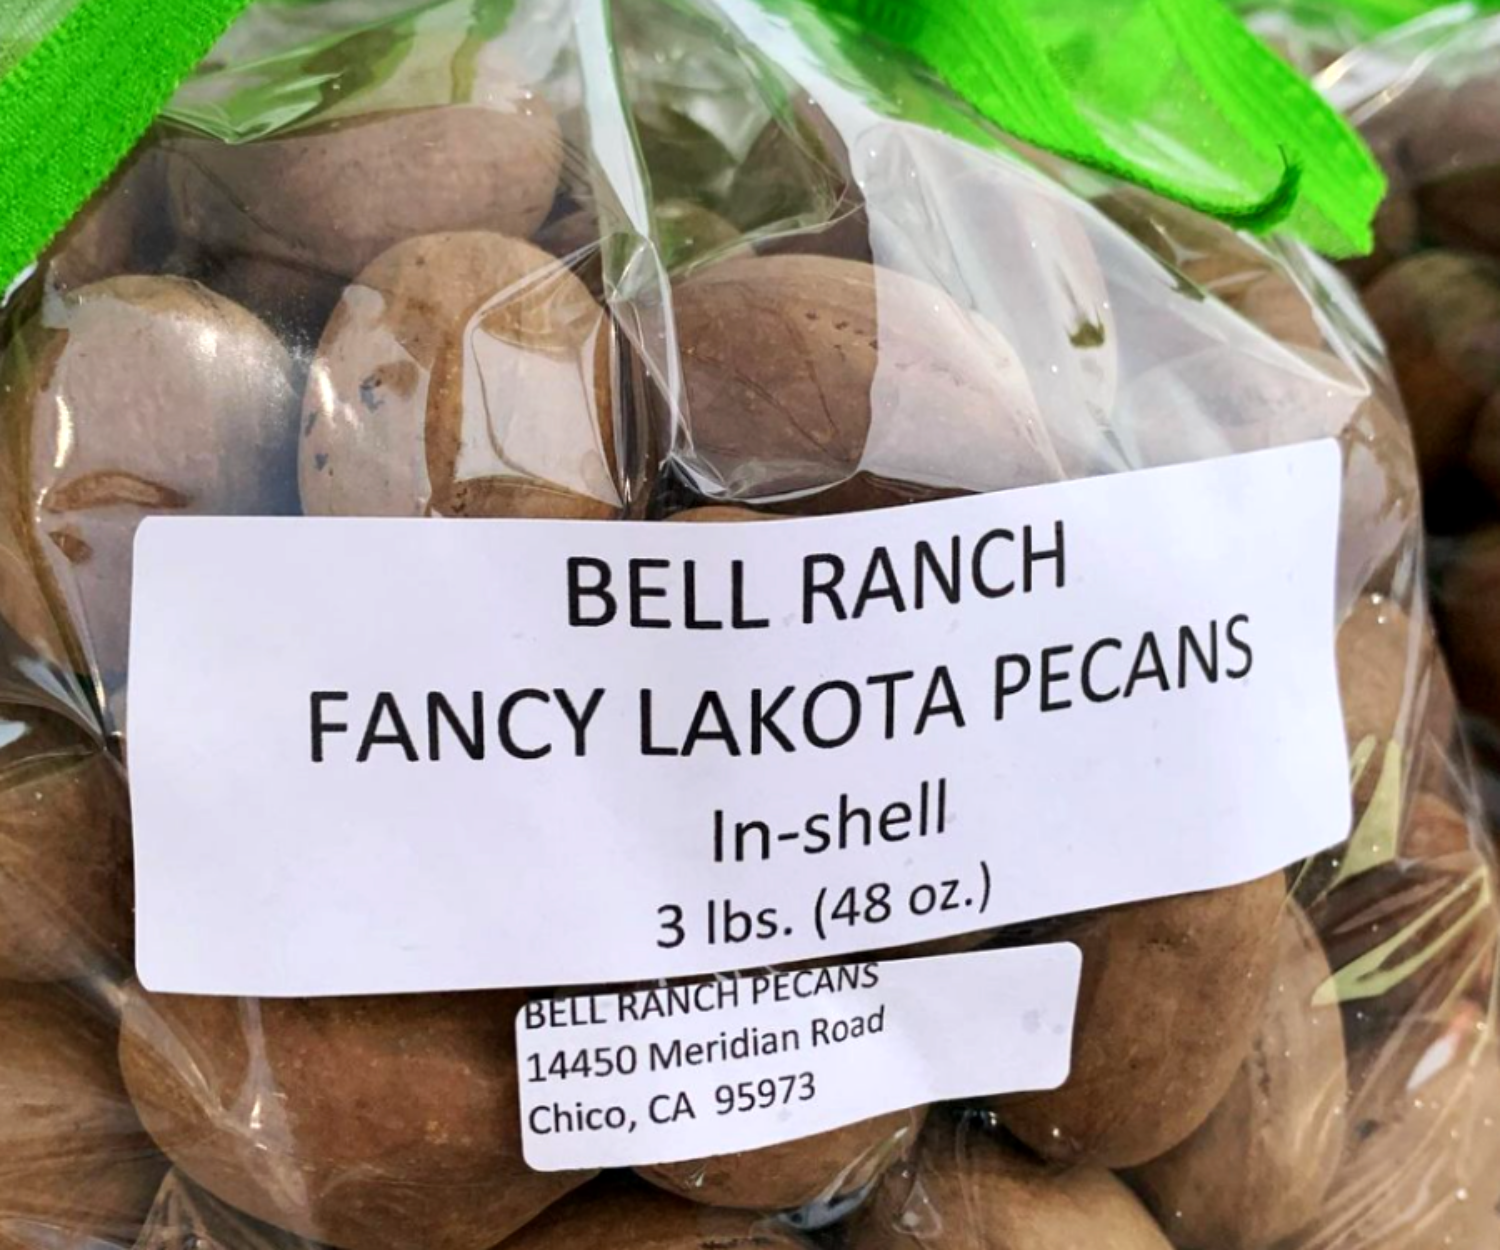 BELL RANCH
FANCY LAKOTA PECANS
In-shell
3 lbs. (48 oz.)
BELL RANCH PECANS
14450 Meridian Road
Chico, CA  95973